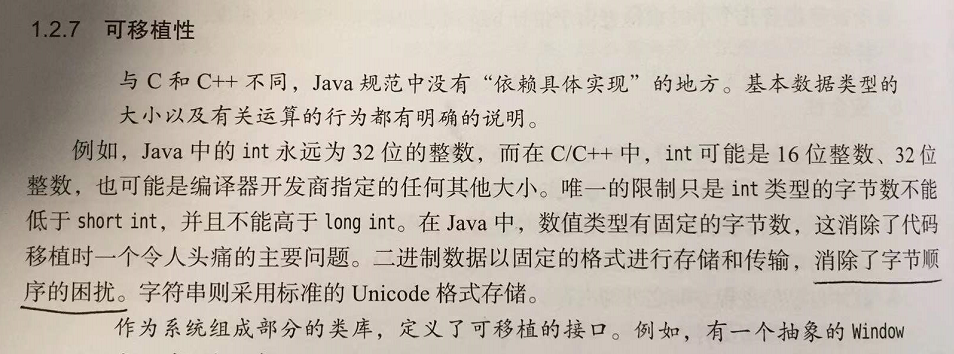 1.2.7 可移植性
与 C 和 C++ 不同，Java 规范中没有“依赖具体实现”的地方。基本数据类型的
大小以及有关运算的行为都有明确的说明。
例如，Java 中的 int 永远为 32 位的整数，而在 C/C++ 中，int 可能是 16 位整数、32 位
整数，也可能是编译器开发商指定的任何其他大小。唯一的限制只是 int 类型的字节数不能
低于 short int，并且不能高于 long int。在 Java 中，数值类型有固定的字节数，这消除了代码
移植时一个令人头痛的主要问题。二进制数据以固定的格式进行存储和传输，消除了字节顺
序的困扰。字符串则采用标准的 Unicode 格式存储。
作为系统组成部分的类库，定义了可移植的接口。例如，有一个抽象的 Window